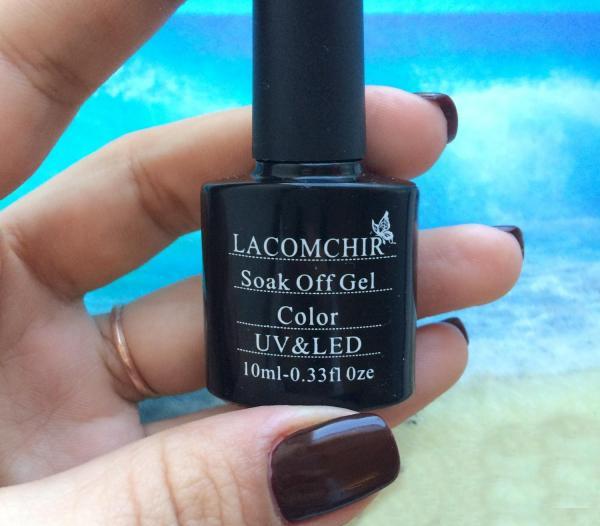 LACOMCHIR
Soak Off Gel
Color
UV&LED
10ml-0.33fl 0ze